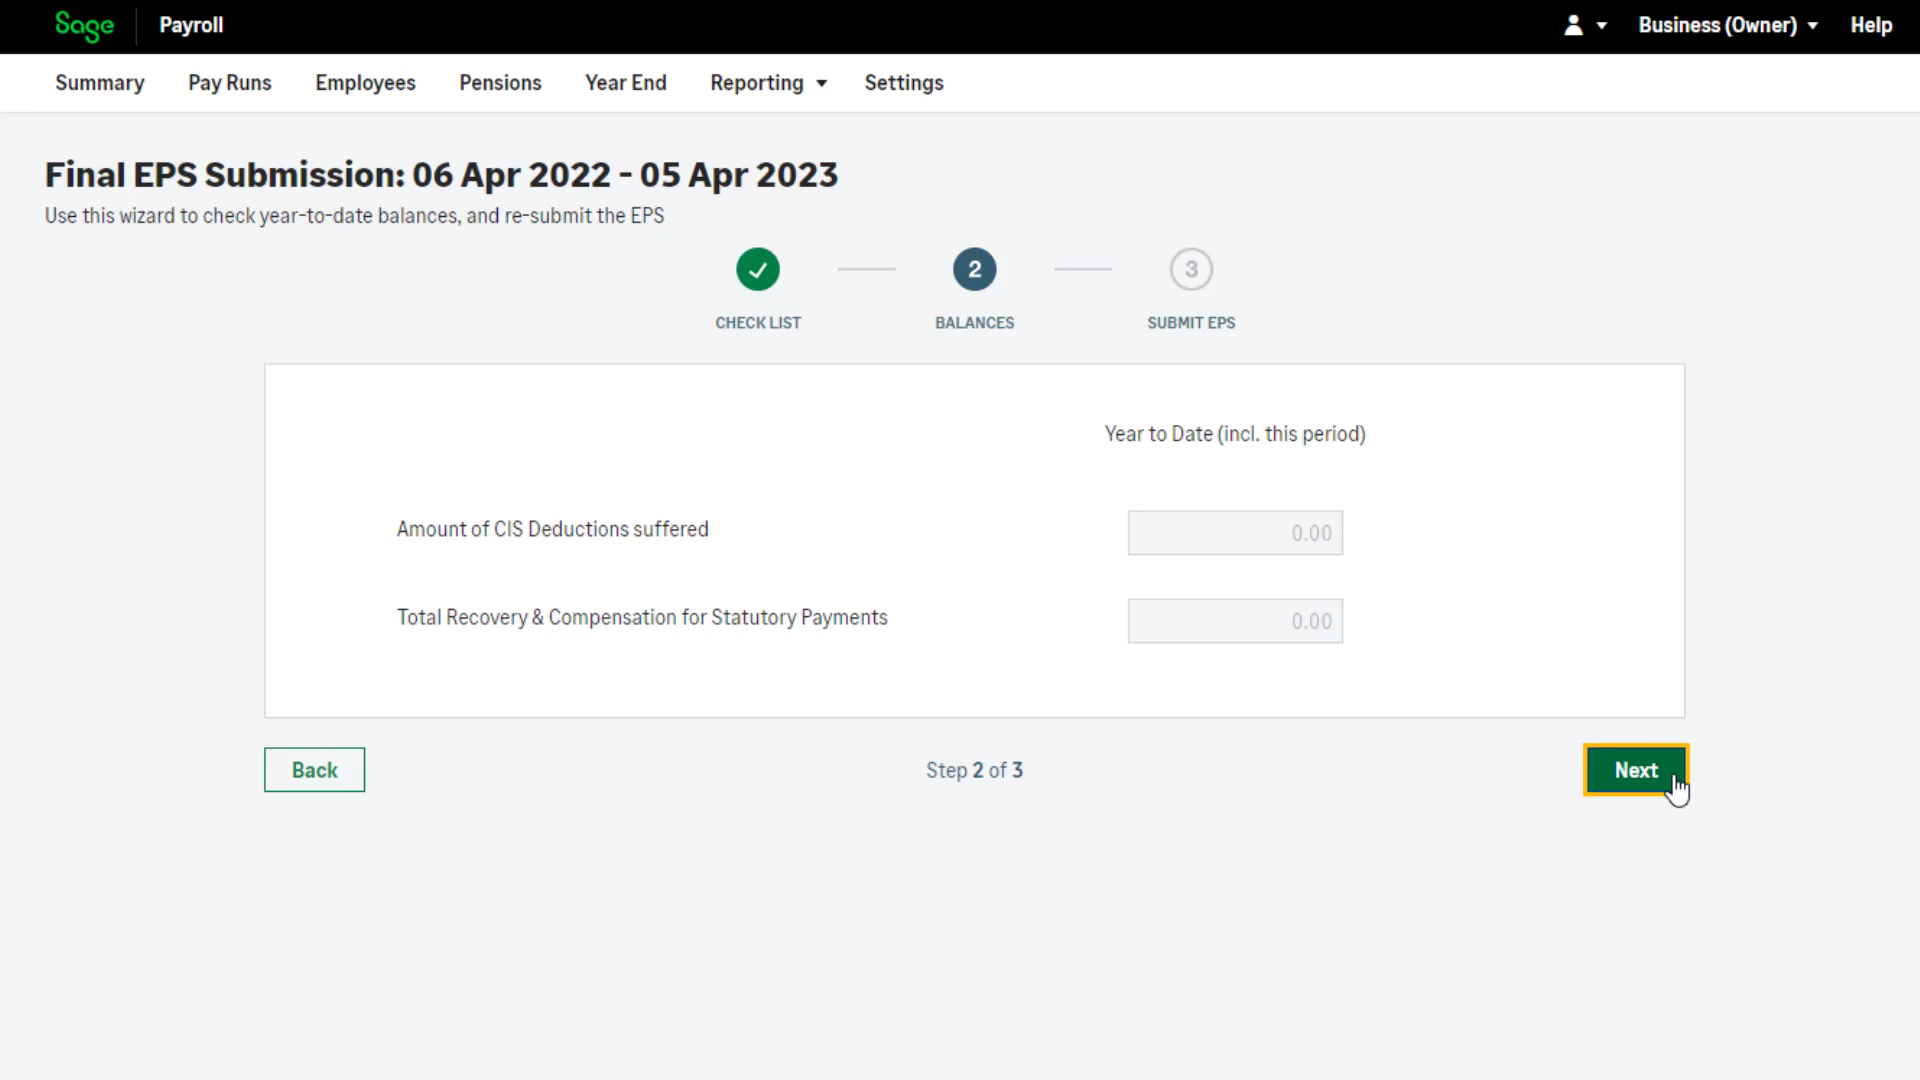 Sage Payroll Business (Owner) Help
Summary Pay Runs Employees Pensions Year End Reporting Settings
Final EPS Submission: 06 Apr 2022 - 05 Apr 2023
Use this wizard to check year-to-date balances, and re-submit the EPS
2 3
CHECK LIST BALANCES SUBMIT EPS
Year to Date (incl. this period)
Amount of CIS Deductions suffered 0.00
Total Recovery & Compensation for Statutory Payments 0.00
Back Step 2 of 3 Next